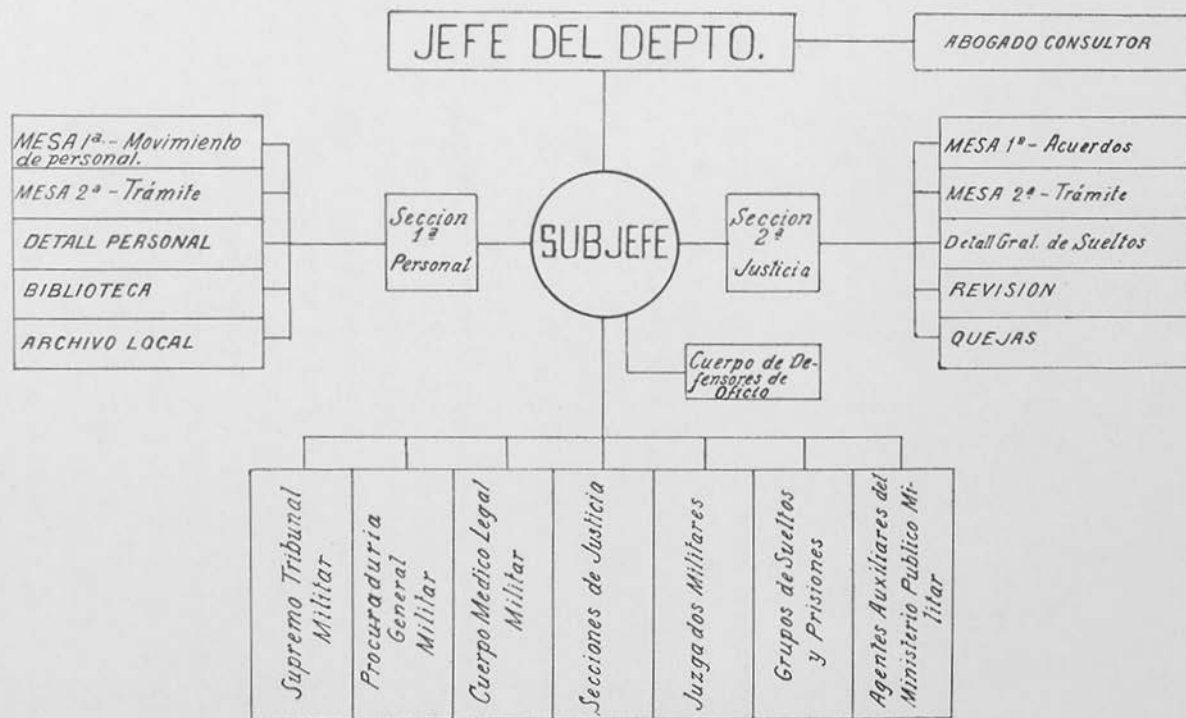 JEFE DEL DEPTO.
ABOGADO CONSULTOR
MESA 1ª - Movimiento
de personal.
MESA 2ª - Trámite
DETALL PERSONAL
BIBLIOTECA
ARCHIVO LOCAL
Seccion
1ª
Personal
SUBJEFE
Seccion
2ª
Justicia
MESA 1ª - Acuerdos
MESA 2ª - Trámite
Detall Gral. de Sueltos
REVISION
QUEJAS
Cuerpo de De-
fensores de
Oficio
Supremo Tribunal
Militar
Procuraduria
General
Militar
Cuerpo Medico Legal
Militar
Secciones de Justicia
Juzgados Militares
Grupos de Sueltos
y Prisiones
Agentes Auxiliares del
Ministerio Publico Mi-
litar